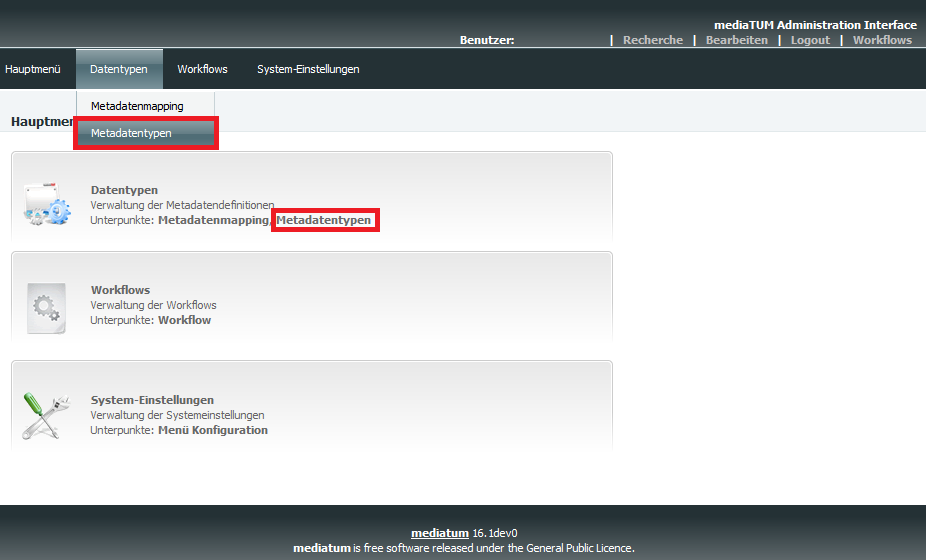 mediaTUM Administration Interface
Benutzer: | Recherche | Bearbeiten | Logout | Workflows
Hauptmenü Datentypen Workflows System-Einstellungen
Metadatenmapping
Hauptme
Metadatentypen
Datentypen
Verwaltung der Metadatendefinitionen
Unterpunkte: Metadatenmapping, Metadatentypen
Workflows
Verwaltung der Workflows
Unterpunkte: Workflow
System-Einstellungen
Verwaltung der Systemeinstellungen
Unterpunkte: Menü Konfiguration
mediatum 16.1dev0
mediatum is free software released under the General Public Licence.